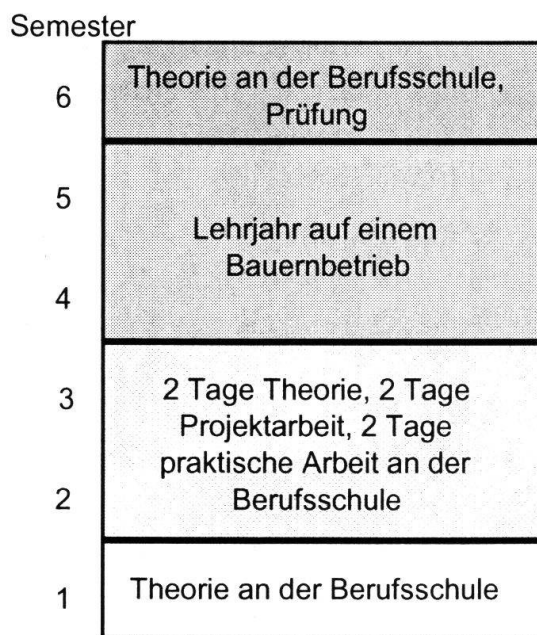 Semester
6
Theorie an der Berufsschule,
Prüfung
5
Lehrjahr auf einem
Bauernbetrieb
4
3
2 Tage Theorie, 2 Tage
Projektarbeit, 2 Tage
praktische Arbeit an der
Berufsschule
2
1
Theorie an der Berufsschule